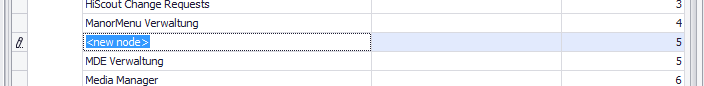 HiScout Change Requests 3
ManorMenu Verwaltung 4
<new node> 5
MDE Verwaltung 5
Media Manager 6